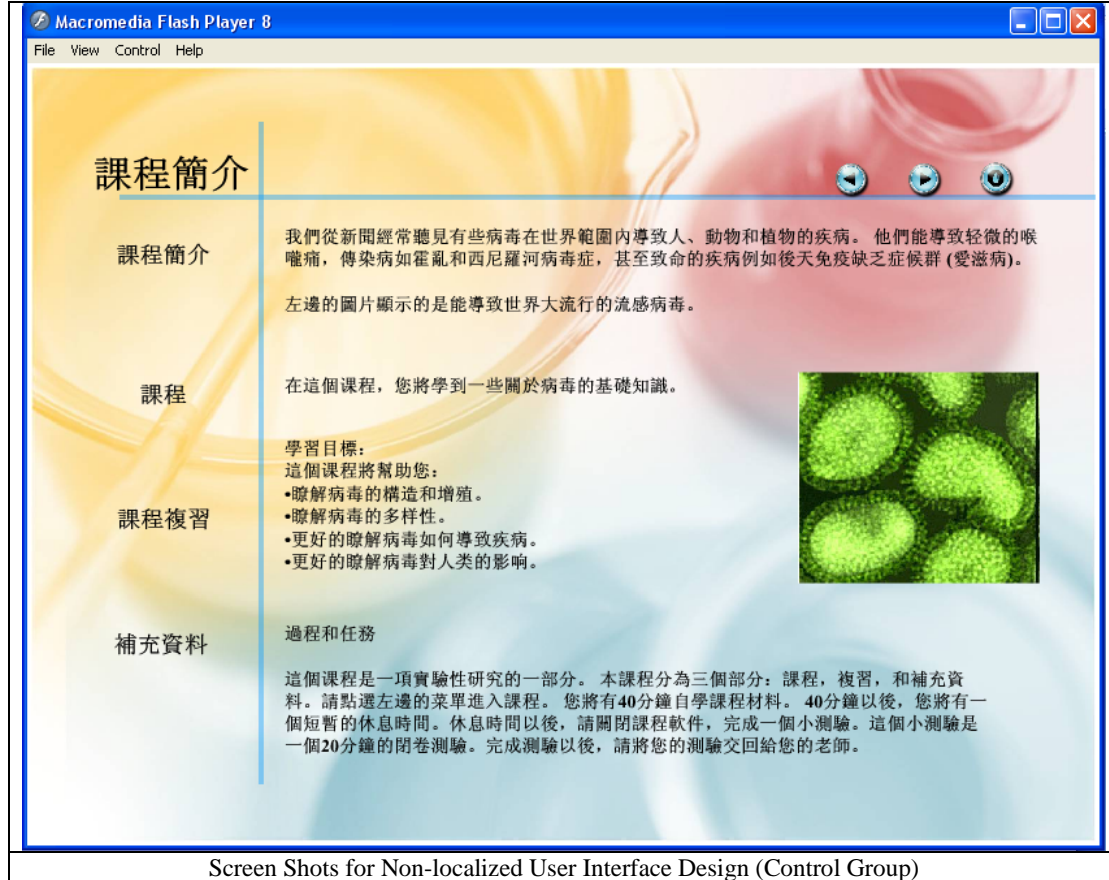 Macromedia Flash Player 8
File View Control Help
課程簡介
課程簡介
我們從新聞經常聽見有些病毒在世界範圍內導致人、動物和植物的疾病。 他們能導致轻微的喉
嚨痛，傳染病如霍亂和西尼羅河病毒症，甚至致命的疾病例如後天免疫缺乏症候群 (愛滋病)。
左邊的圖片顯示的是能導致世界大流行的流感病毒。
課程
在這個课程，您將學到一些關於病毒的基礎知識。
學習目標：
這個课程將幫助您：
•瞭解病毒的構造和增殖。
•瞭解病毒的多样性。
•更好的瞭解病毒如何導致疾病。
•更好的瞭解病毒對人类的影响。
課程複習
補充資料
過程和任務
這個课程是一項實驗性研究的一部分。 本課程分為三個部分：課程，複習，和補充資
料。請點選左邊的菜單進入課程。 您將有40分鐘自學課程材料。 40分鐘以後，您將有一
個短暫的休息時間。休息時間以後，請關閉課程軟件，完成一個小測驗。這個小測驗是
一個20分鐘的閉卷測驗。完成測驗以後，請將您的測驗交回給您的老師。
Screen Shots for Non-localized User Interface Design (Control Group)